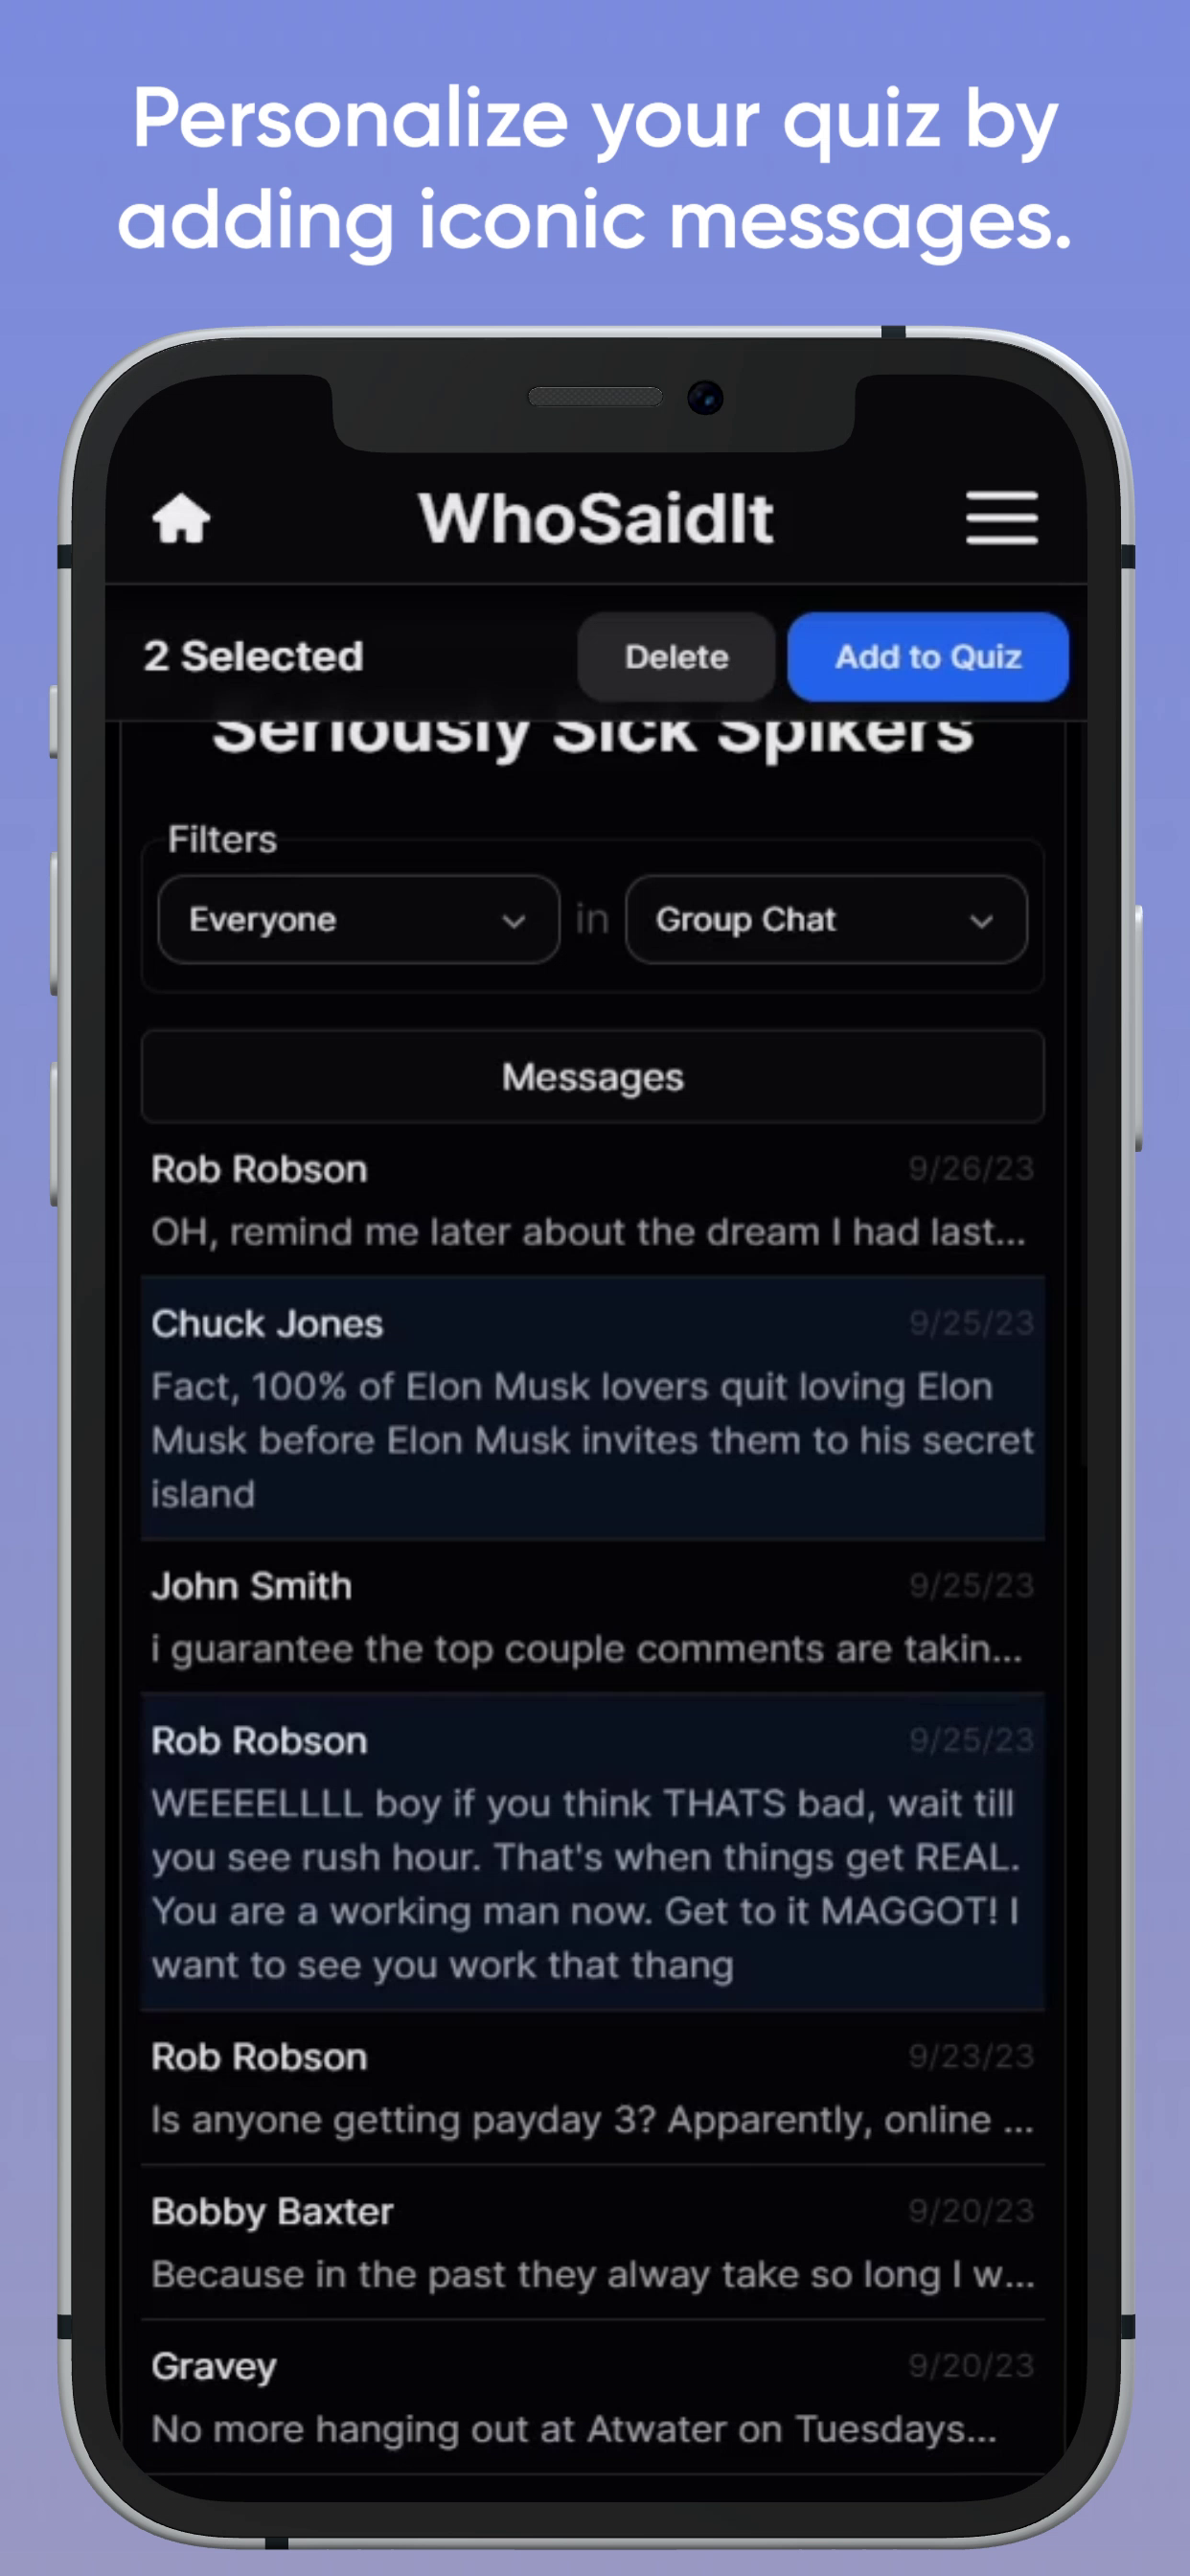 Personalize your quiz by
adding iconic messages.
WhoSaidIt
2 Selected
Delete
Add to Quiz
Seriously Sick Spikers
Filters
Everyone
in
Group Chat
Messages
Rob Robson
9/26/23
OH, remind me later about the dream I had last...
Chuck Jones
9/25/23
Fact, 100% of Elon Musk lovers quit loving Elon
Musk before Elon Musk invites them to his secret
island
John Smith
9/25/23
i guarantee the top couple comments are takin...
Rob Robson
9/25/23
WEEEELLLL boy if you think THATS bad, wait till
you see rush hour. That's when things get REAL.
You are a working man now. Get to it MAGGOT! I
want to see you work that thang
Rob Robson
9/23/23
Is anyone getting payday 3? Apparently, online ...
Bobby Baxter
9/20/23
Because in the past they alway take so long I w...
Gravey
9/20/23
No more hanging out at Atwater on Tuesdays...